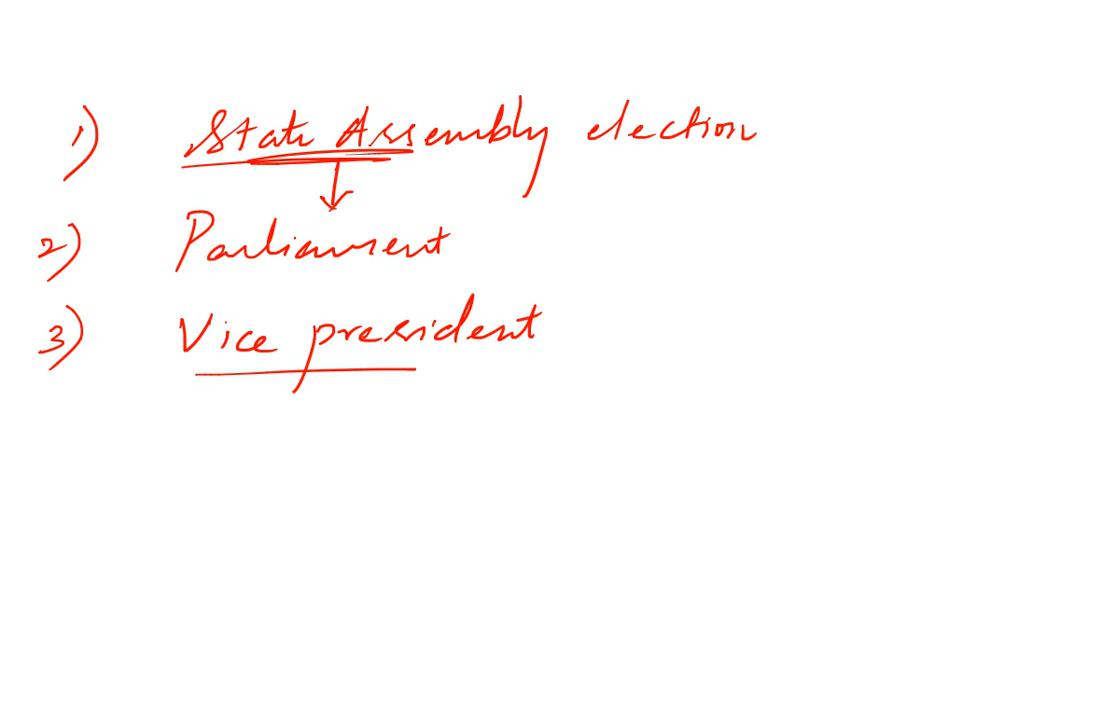 1) State Assembly election
2) Parliament
3) Vice president